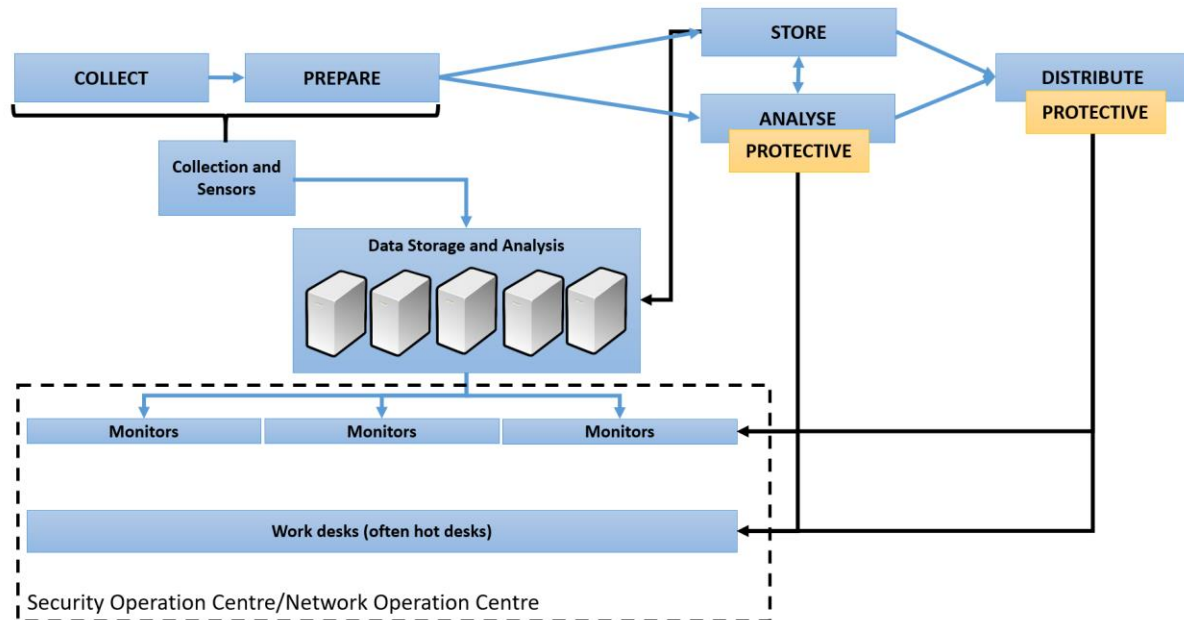 STORE
COLLECT
PREPARE
DISTRIBUTE
PROTECTIVE
ANALYSE
PROTECTIVE
Collection and
Sensors
Data Storage and Analysis
Monitors
Monitors
Monitors
Work desks (often hot desks)
Security Operation Centre/Network Operation Centre